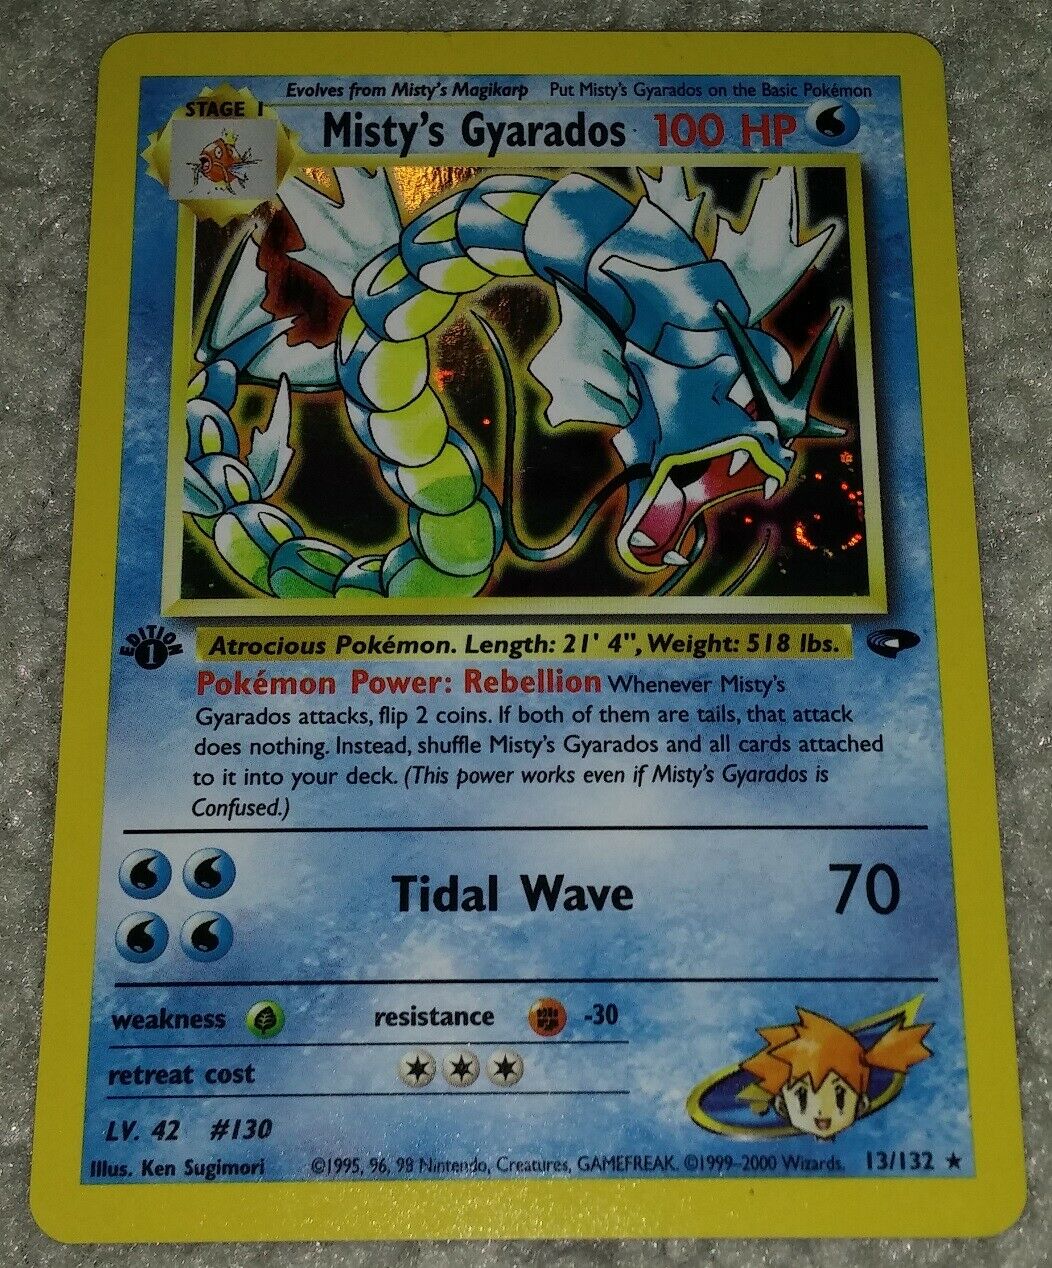 Evolves from Misty's Magikarp Put Misty's Gyarados on the Basic Pokémon
STAGE 1
Misty's Gyarados 100 HP
EDITION
1
Atrocious Pokémon. Length: 21' 4", Weight: 518 lbs.
Pokémon Power: Rebellion Whenever Misty's
Gyarados attacks, flip 2 coins. If both of them are tails, that attack
does nothing. Instead, shuffle Misty's Gyarados and all cards attached
to it into your deck. (This power works even if Misty's Gyarados is
Confused.)
Tidal Wave 70
weakness resistance -30
retreat cost
LV. 42 #130
Illus. Ken Sugimori ©1995, 96, 98 Nintendo, Creatures, GAMEFREAK. ©1999-2000 Wizards. 13/132 ★